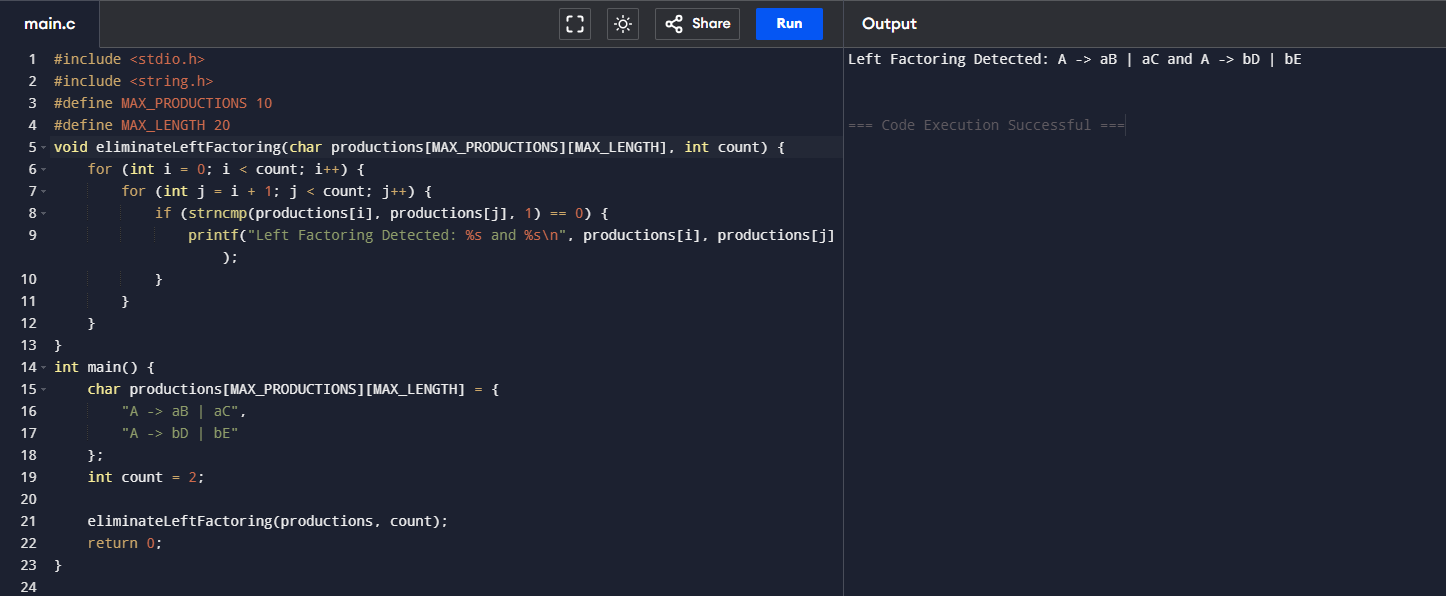 main.c
Share
Run
Output
1 #include <stdio.h>
2 #include <string.h>
3 #define MAX_PRODUCTIONS 10
4 #define MAX_LENGTH 20
5 void eliminateLeftFactoring(char productions[MAX_PRODUCTIONS][MAX_LENGTH], int count) {
6     for (int i = 0; i < count; i++) {
7         for (int j = i + 1; j < count; j++) {
8             if (strncmp(productions[i], productions[j], 1) == 0) {
9                 printf("Left Factoring Detected: %s and %s\n", productions[i], productions[j]
                    );
10             }
11         }
12     }
13 }
14 int main() {
15     char productions[MAX_PRODUCTIONS][MAX_LENGTH] = {
16         "A -> aB | aC",
17         "A -> bD | bE"
18     };
19     int count = 2;
20
21     eliminateLeftFactoring(productions, count);
22     return 0;
23 }
24
Left Factoring Detected: A -> aB | aC and A -> bD | bE
=== Code Execution Successful ===